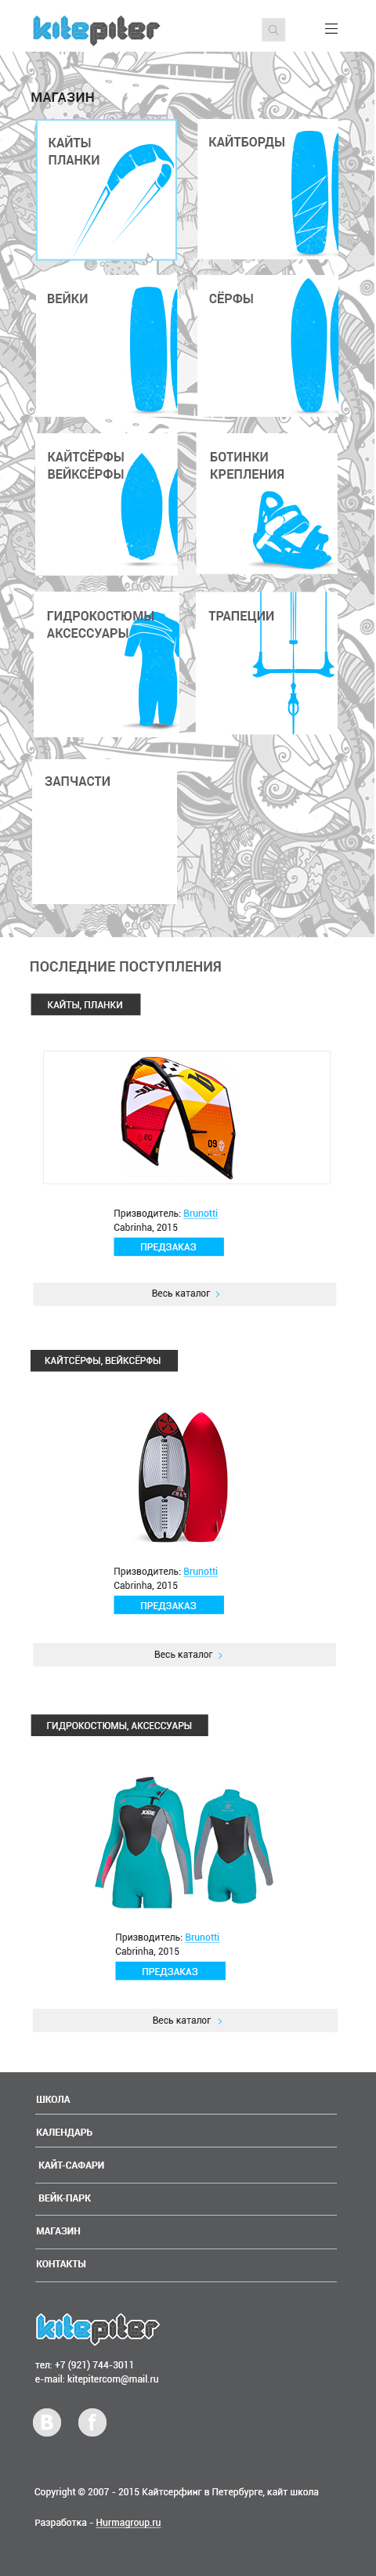 kitepiter
МАГАЗИН
КАЙТЫ
ПЛАНКИ
КАЙТБОРДЫ
ВЕЙКИ
СЁРФЫ
КАЙТСЁРФЫ
ВЕЙКСЁРФЫ
БОТИНКИ
КРЕПЛЕНИЯ
ГИДРОКОСТЮМЫ
АКСЕССУАРЫ
ТРАПЕЦИИ
ЗАПЧАСТИ
ПОСЛЕДНИЕ ПОСТУПЛЕНИЯ
КАЙТЫ, ПЛАНКИ
09
Призводитель: Brunotti
Cabrinha, 2015
ПРЕДЗАКАЗ
Весь каталог >
КАЙТСЁРФЫ, ВЕЙКСЁРФЫ
Призводитель: Brunotti
Cabrinha, 2015
ПРЕДЗАКАЗ
Весь каталог >
ГИДРОКОСТЮМЫ, АКСЕССУАРЫ
Призводитель: Brunotti
Cabrinha, 2015
ПРЕДЗАКАЗ
Весь каталог >
ШКОЛА
КАЛЕНДАРЬ
КАЙТ-САФАРИ
ВЕЙК-ПАРК
МАГАЗИН
КОНТАКТЫ
kitepiter
тел: +7 (921) 744-3011
e-mail: kitepitercom@mail.ru
B f
Copyright © 2007 - 2015 Кайтсерфинг в Петербурге, кайт школа
Разработка - Hurmagroup.ru